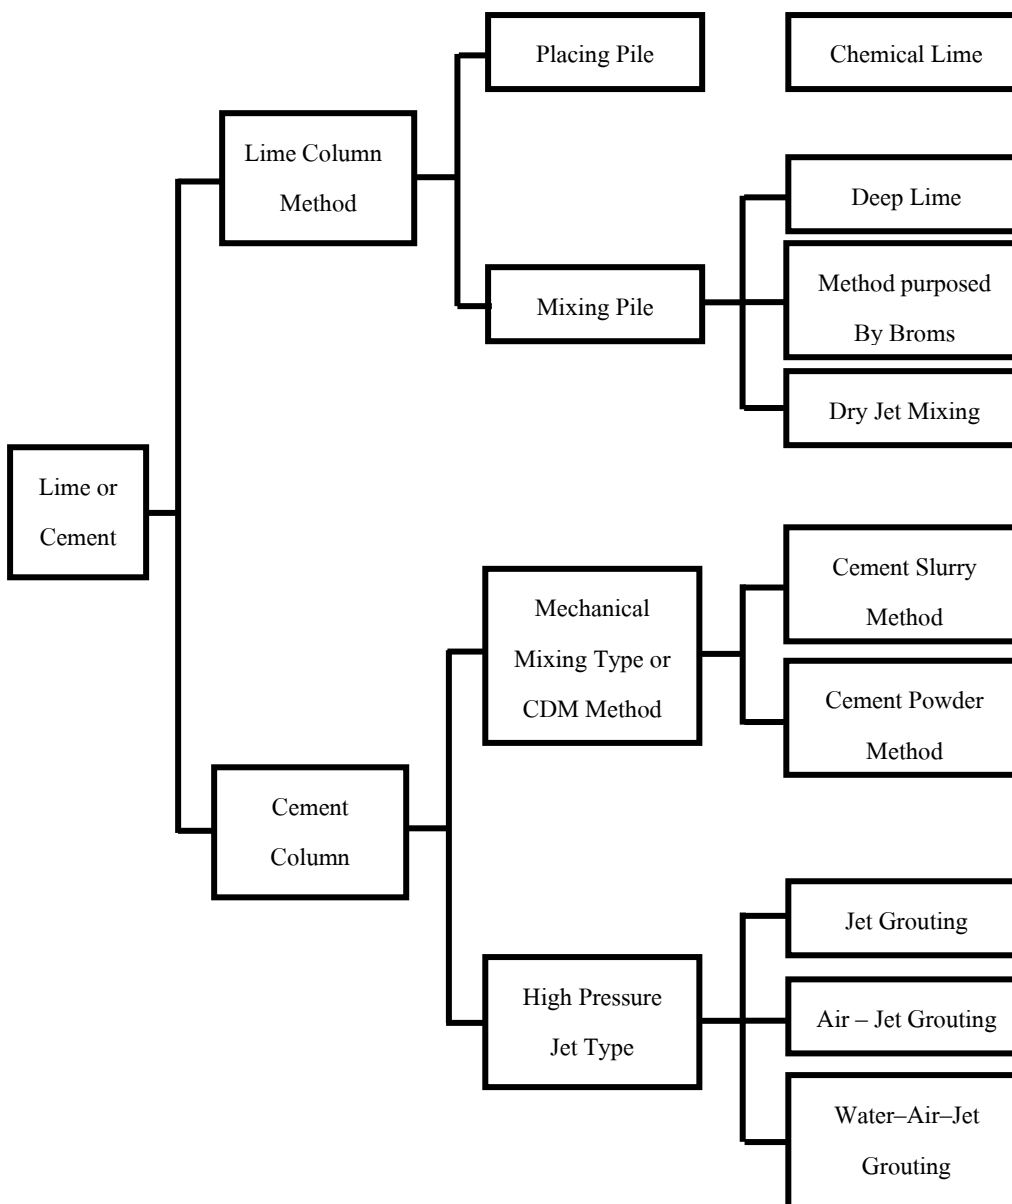 Placing Pile
Chemical Lime
Lime Column
Method
Deep Lime
Mixing Pile
Method purposed
By Broms
Dry Jet Mixing
Lime or
Cement
Cement Slurry
Method
Mechanical
Mixing Type or
CDM Method
Cement Powder
Method
Cement
Column
Jet Grouting
High Pressure
Jet Type
Air – Jet Grouting
Water–Air–Jet
Grouting